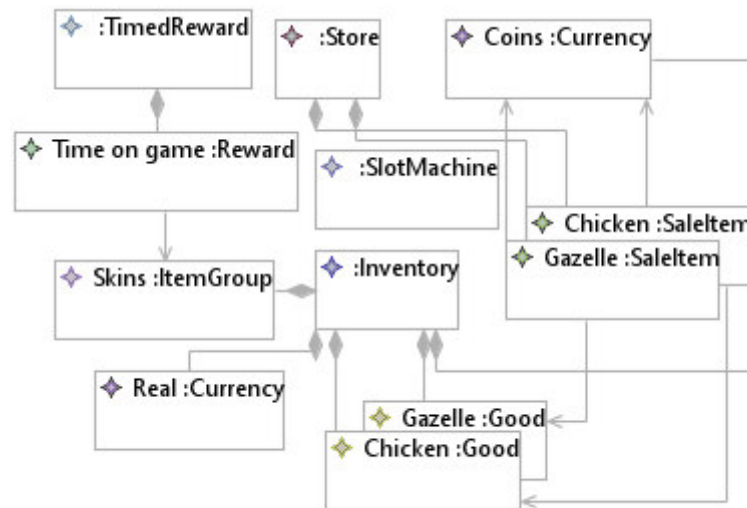 :TimedReward
:Store
Coins :Currency
Time on game :Reward
:SlotMachine
Chicken :SaleItem
Gazelle :SaleItem
Skins :ItemGroup
:Inventory
Real :Currency
Gazelle :Good
Chicken :Good